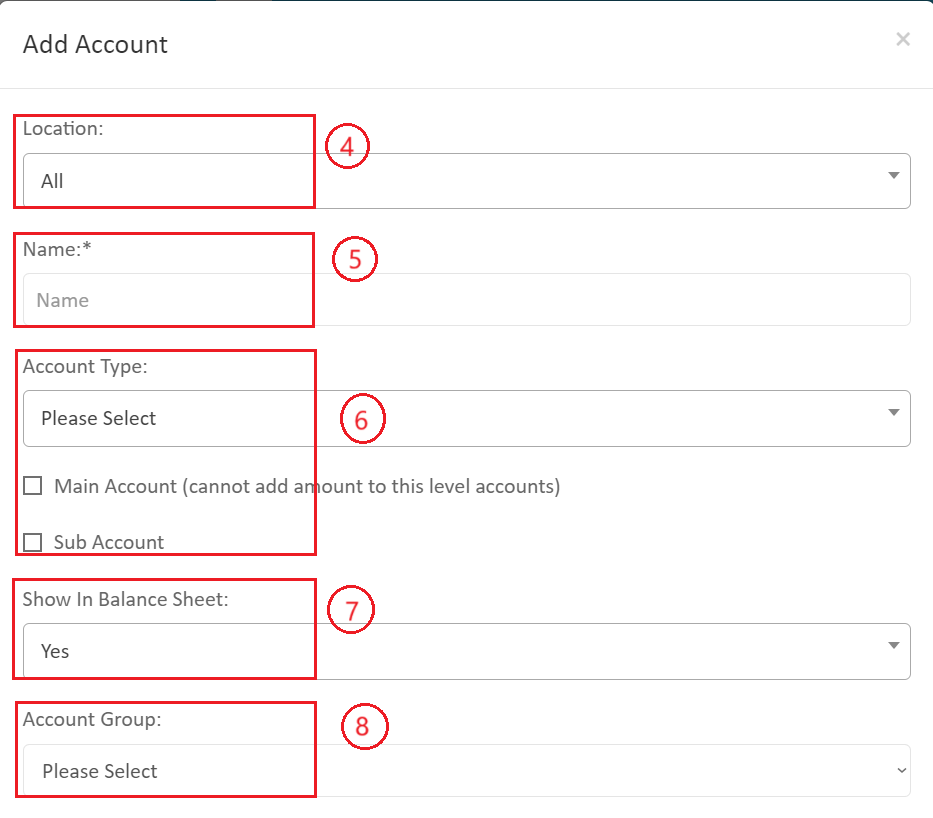 Add Account
×
Location:
4
All
Name:*
5
Name
Account Type:
Please Select
6
Main Account (cannot add amount to this level accounts)
Sub Account
Show In Balance Sheet:
7
Yes
Account Group:
8
Please Select